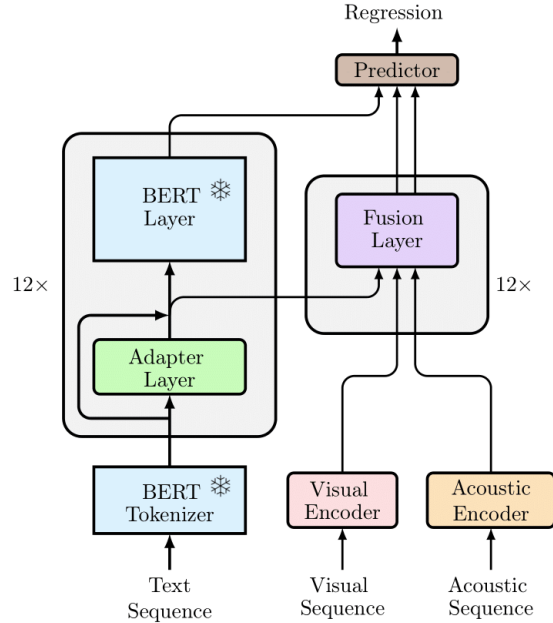 Regression
Predictor
BERT
Layer
Fusion
Layer
12×
12×
Adapter
Layer
BERT
Tokenizer
Visual
Encoder
Acoustic
Encoder
Text
Sequence
Visual
Sequence
Acoustic
Sequence